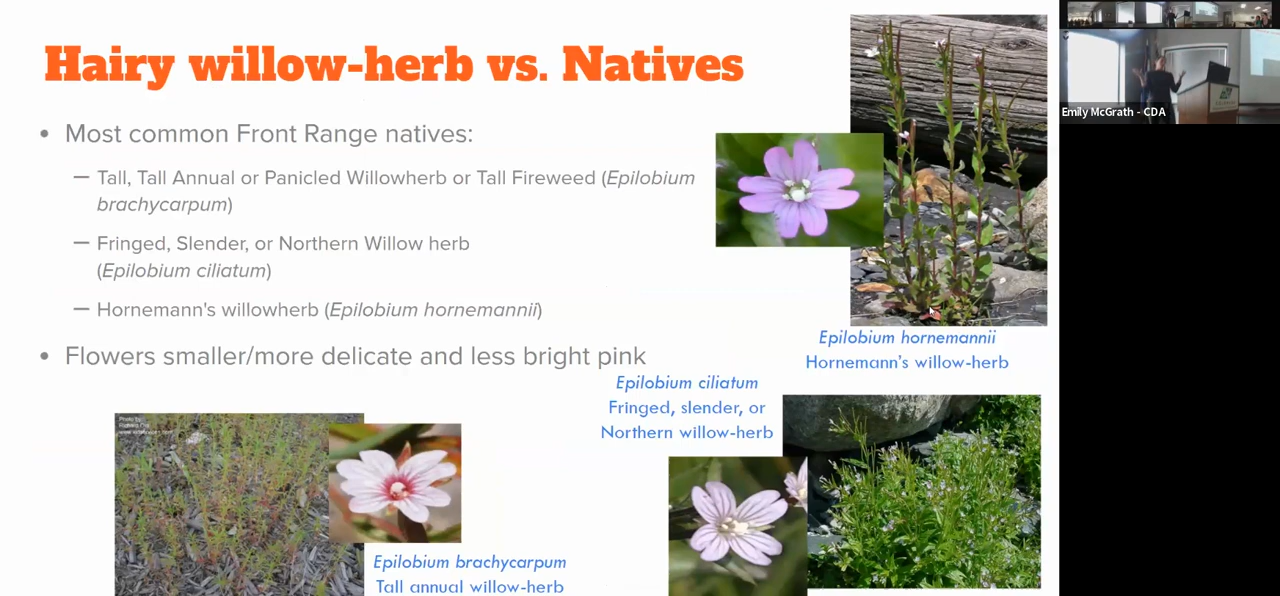 Hairy willow-herb vs. Natives
• Most common Front Range natives:
– Tall, Tall Annual or Panicled Willowherb or Tall Fireweed (Epilobium
brachycarpum)
– Fringed, Slender, or Northern Willow herb
(Epilobium ciliatum)
– Hornemann's willowherb (Epilobium hornemannii)
• Flowers smaller/more delicate and less bright pink
Epilobium hornemannii
Hornemann's willow-herb
Epilobium ciliatum
Fringed, slender, or
Northern willow-herb
Photo by
Richard
Epilobium brachycarpum
Tall annual willow-herb
Emily McGrath - CDA